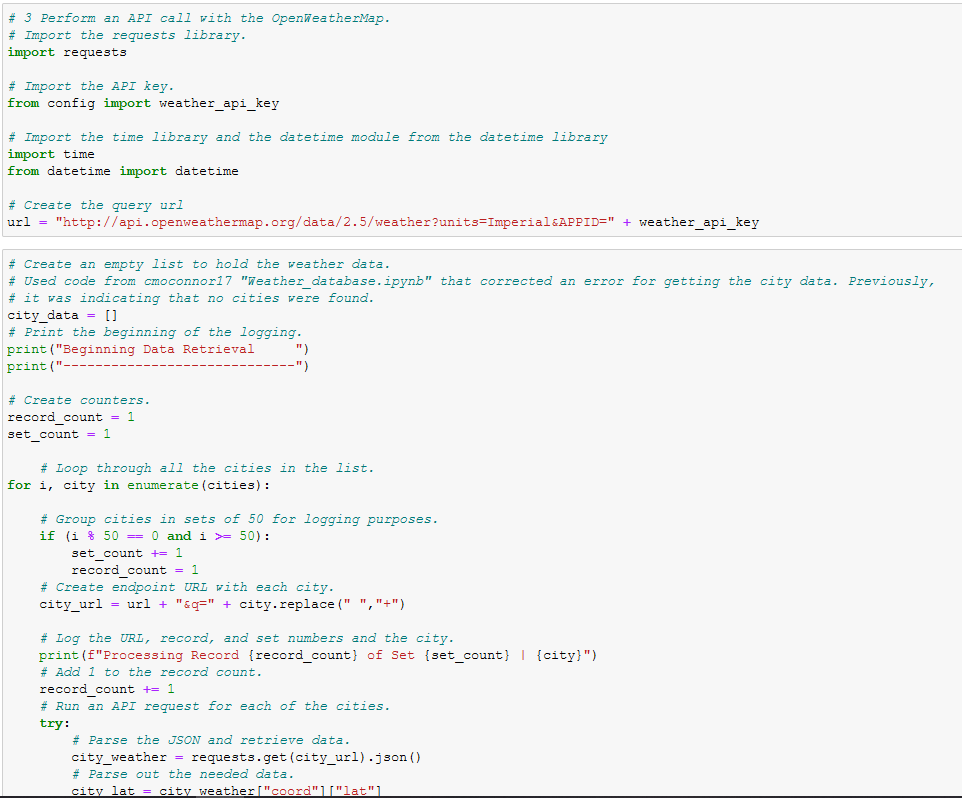 # 3 Perform an API call with the OpenWeatherMap.
# Import the requests library.
import requests
# Import the API key.
from config import weather_api_key
# Import the time library and the datetime module from the datetime library
import time
from datetime import datetime
# Create the query url
url = "http://api.openweathermap.org/data/2.5/weather?units=Imperial&APPID=" + weather_api_key
# Create an empty list to hold the weather data.
# Used code from cmoconnor17 "Weather_database.ipynb" that corrected an error for getting the city data. Previously,
# it was indicating that no cities were found.
city_data = []
# Print the beginning of the logging.
print("Beginning Data Retrieval     ")
print("-----------------------------")
# Create counters.
record_count = 1
set_count = 1
    # Loop through all the cities in the list.
for i, city in enumerate(cities):
    # Group cities in sets of 50 for logging purposes.
    if (i % 50 == 0 and i >= 50):
        set_count += 1
        record_count = 1
    # Create endpoint URL with each city.
    city_url = url + "&q=" + city.replace(" ","+")
    # Log the URL, record, and set numbers and the city.
    print(f"Processing Record {record_count} of Set {set_count} | {city}")
    # Add 1 to the record count.
    record_count += 1
    # Run an API request for each of the cities.
    try:
        # Parse the JSON and retrieve data.
        city_weather = requests.get(city_url).json()
        # Parse out the needed data.
        city_lat = city_weather["coord"]["lat"]